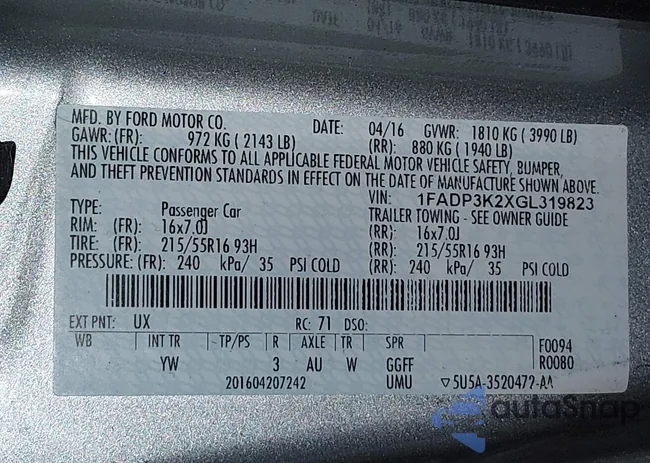 MFD. BY FORD MOTOR CO.
DATE: 04/16 GVWR: 1810 KG ( 3990 LB)
GAWR: (FR): 972 KG ( 2143 LB) (RR): 880 KG ( 1940 LB)
THIS VEHICLE CONFORMS TO ALL APPLICABLE FEDERAL MOTOR VEHICLE SAFETY, BUMPER,
AND THEFT PREVENTION STANDARDS IN EFFECT ON THE DATE OF MANUFACTURE SHOWN ABOVE.
VIN: 1FADP3K2XGL319823
TYPE: Passenger Car TRAILER TOWING - SEE OWNER GUIDE
RIM: (FR): 16x7.0J (RR): 16x7.0J
TIRE: (FR): 215/55R16 93H (RR): 215/55R16 93H
PRESSURE: (FR): 240 kPa/ 35 PSI COLD (RR): 240 kPa/ 35 PSI COLD
EXT PNT: UX RC: 71 DSO:
WB INT TR TP/PS R AXLE TR SPR F0094
YW 3 AU W GGFF R0080
201604207242 UMU ▽5U5A-3520472-AA
autoSnap